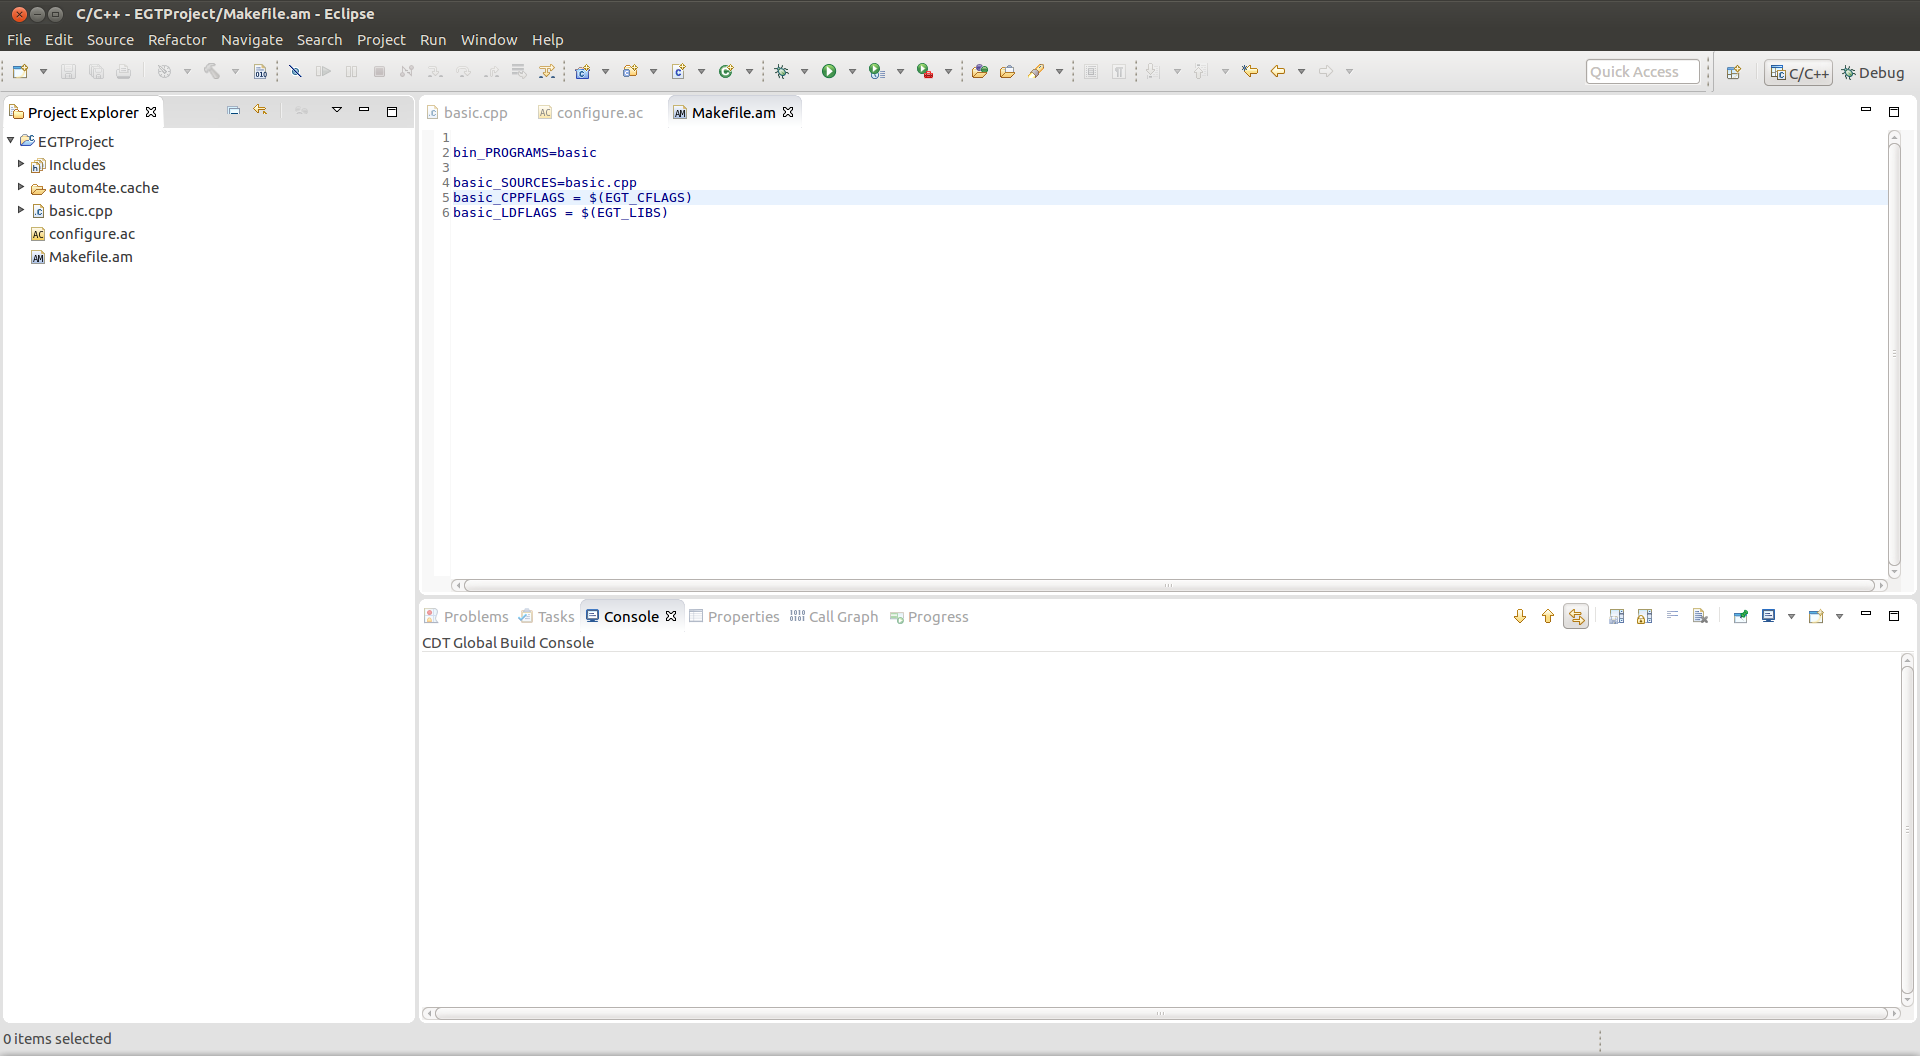 C/C++ - EGTProject/Makefile.am - Eclipse
File Edit Source Refactor Navigate Search Project Run Window Help
Quick Access C/C++ Debug
Project Explorer
EGTProject
Includes
autom4te.cache
basic.cpp
configure.ac
Makefile.am
basic.cpp configure.ac Makefile.am
1
2 bin_PROGRAMS=basic
3
4 basic_SOURCES=basic.cpp
5 basic_CPPFLAGS = $(EGT_CFLAGS)
6 basic_LDFLAGS = $(EGT_LIBS)
Problems Tasks Console Properties Call Graph Progress
CDT Global Build Console
0 items selected